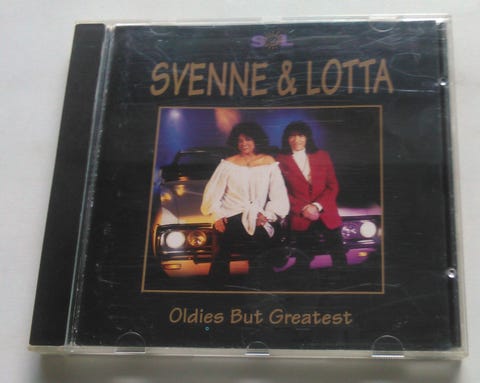 S&L
SVENNE & LOTTA
Oldies But Greatest